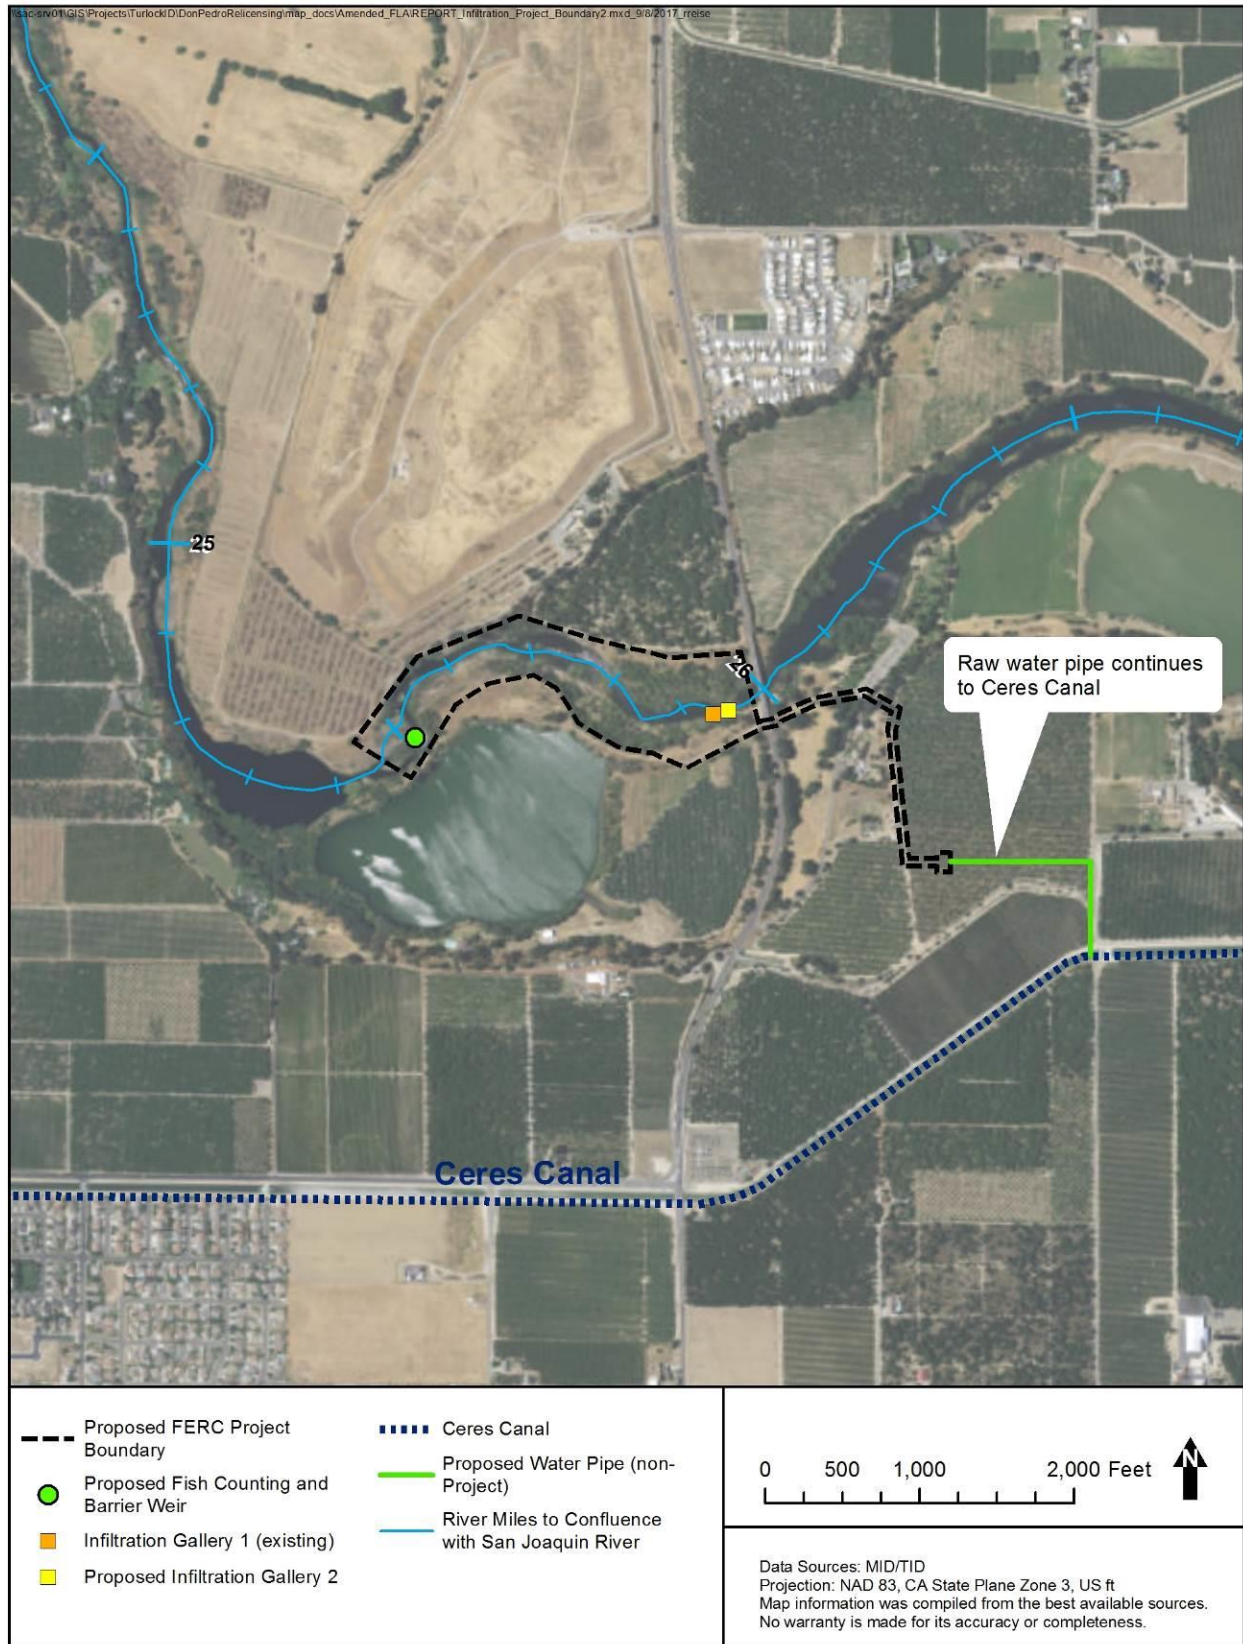 \\sac-srv01\GIS\Projects\TurlockID\DonPedroRelicensing\map_docs\Amended_FLA\REPORT_Infiltration_Project_Boundary2.mxd_9/8/2017_rreise
25
26
Raw water pipe continues
to Ceres Canal
Ceres Canal
Proposed FERC Project
Boundary
Proposed Fish Counting and
Barrier Weir
Infiltration Gallery 1 (existing)
Proposed Infiltration Gallery 2
Ceres Canal
Proposed Water Pipe (non-
Project)
River Miles to Confluence
with San Joaquin River
0 500 1,000 2,000 Feet
N
Data Sources: MID/TID
Projection: NAD 83, CA State Plane Zone 3, US ft
Map information was compiled from the best available sources.
No warranty is made for its accuracy or completeness.